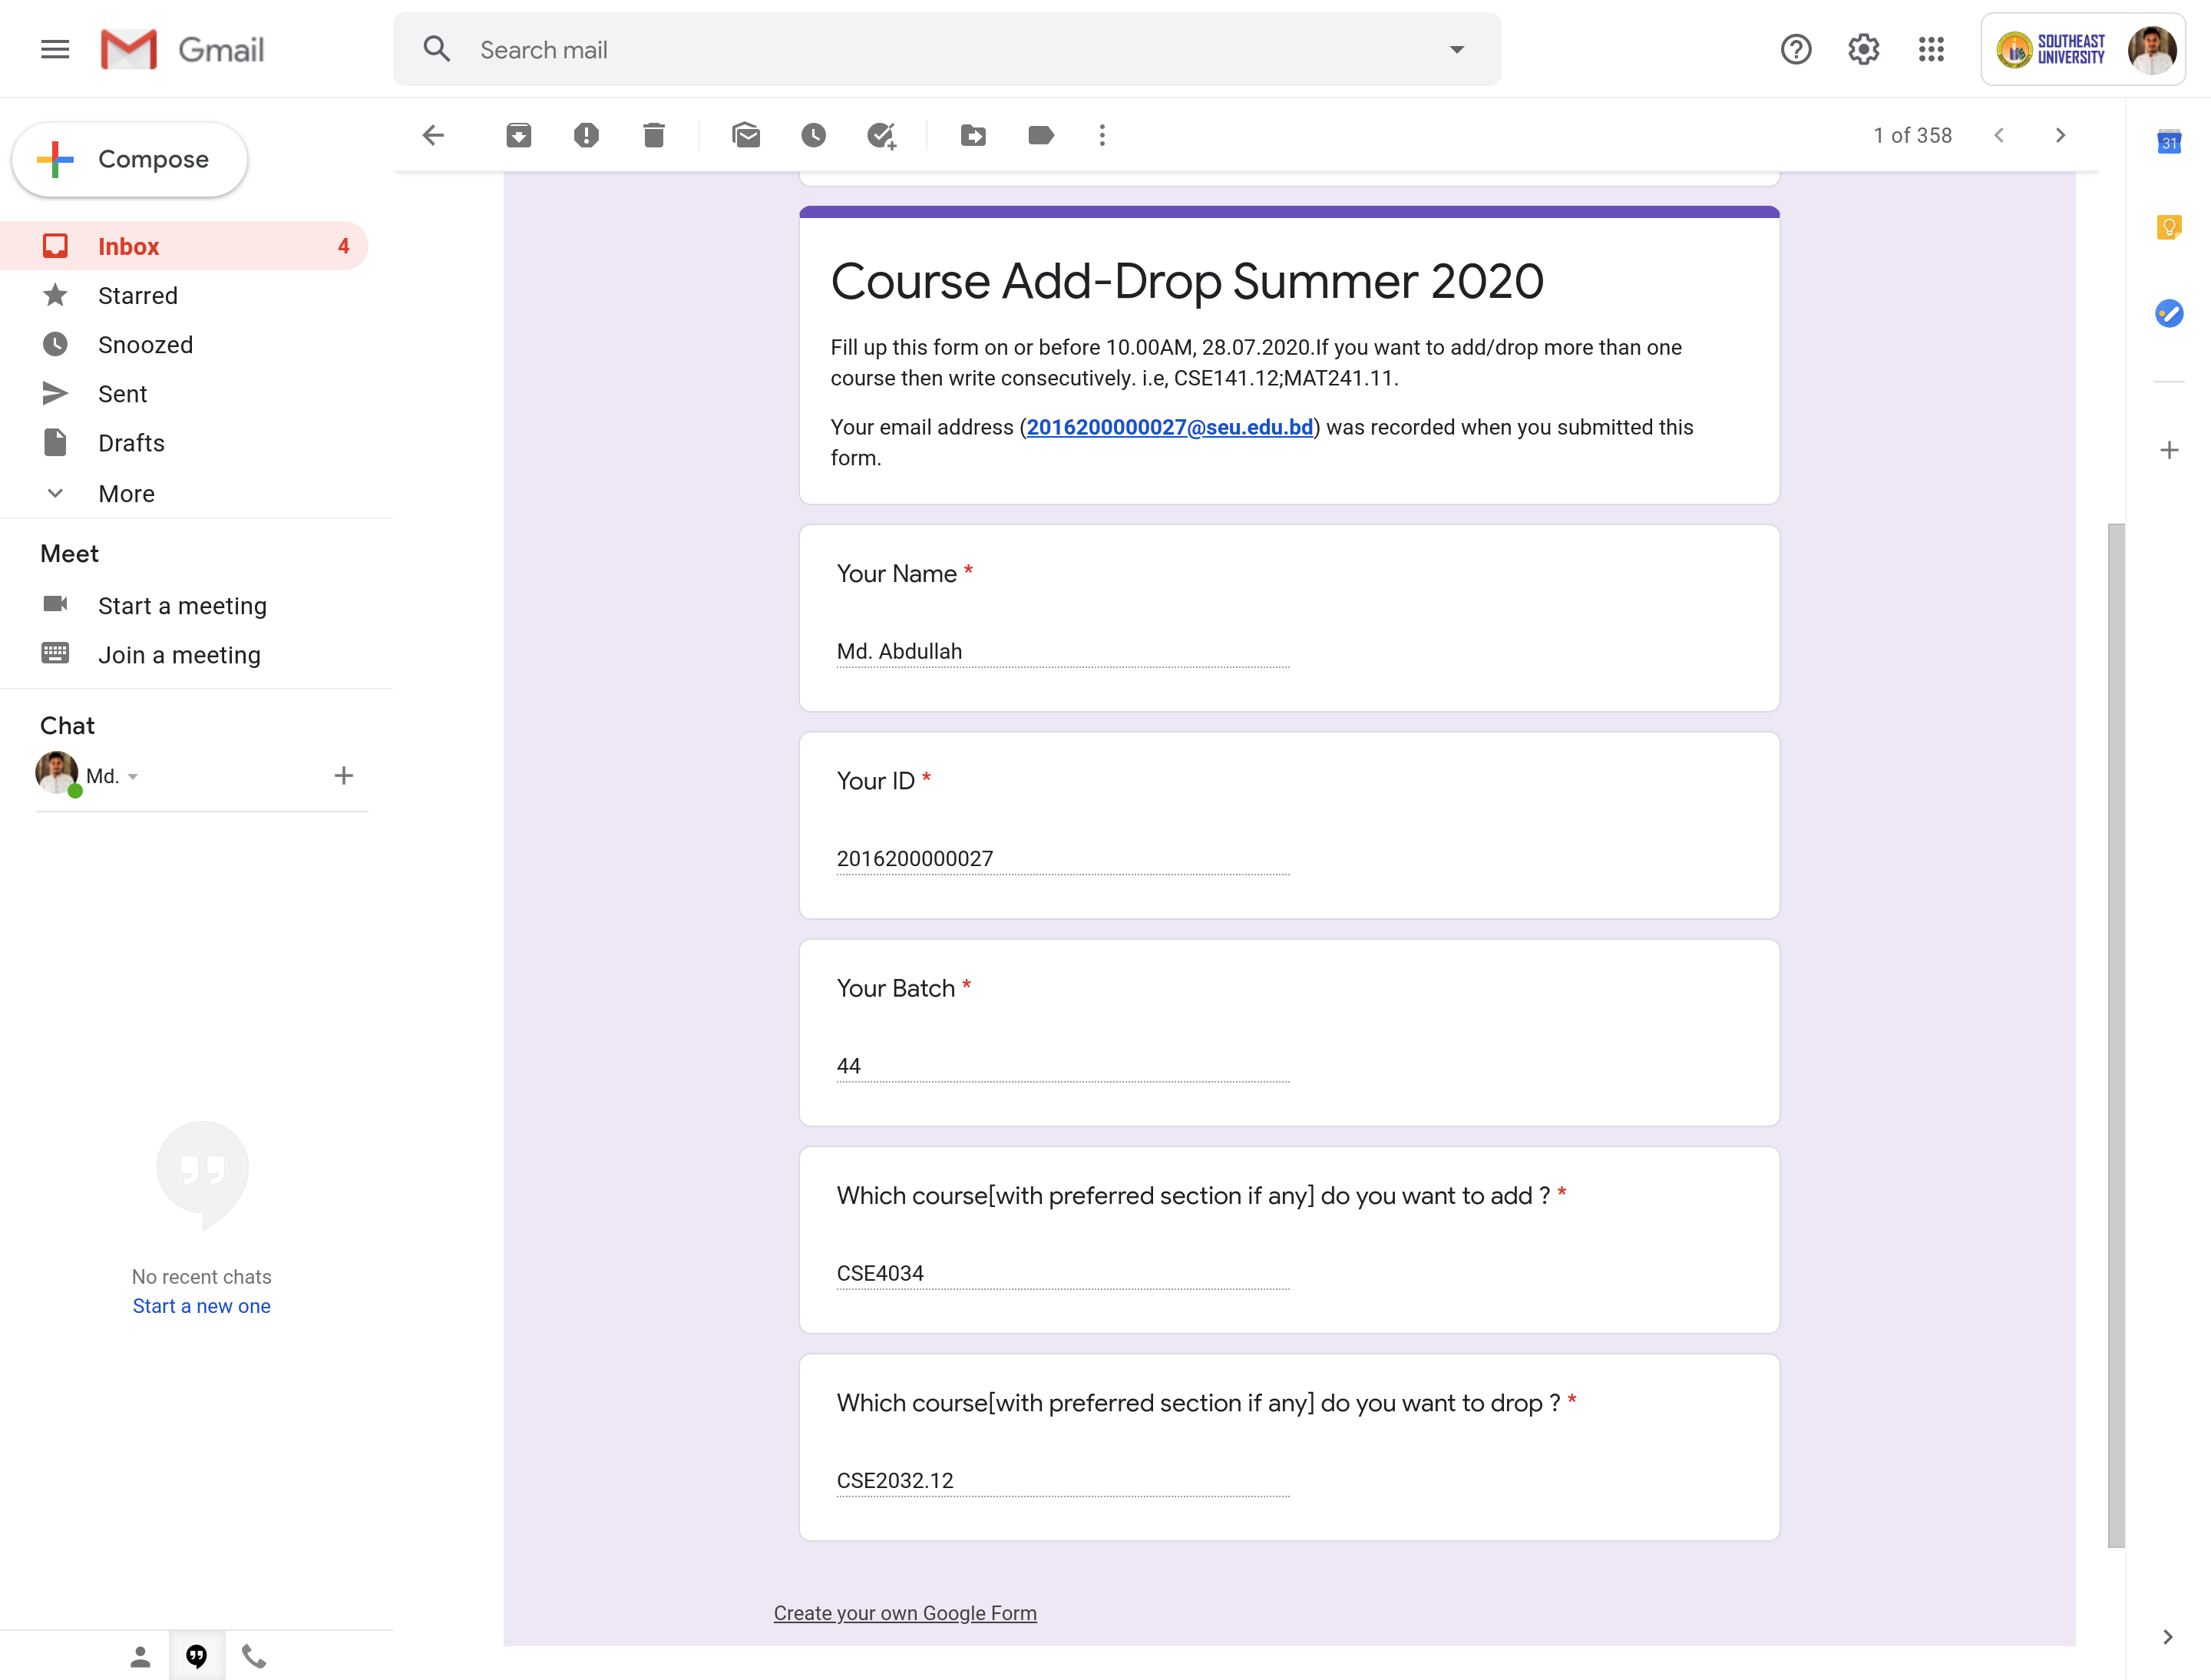 Gmail
Search mail
SOUTHEAST
UNIVERSITY
Compose
Inbox 4
Starred
Snoozed
Sent
Drafts
More
Meet
Start a meeting
Join a meeting
Chat
Md.
No recent chats
Start a new one
1 of 358
31
Course Add-Drop Summer 2020
Fill up this form on or before 10.00AM, 28.07.2020.If you want to add/drop more than one
course then write consecutively. i.e, CSE141.12;MAT241.11.
Your email address (2016200000027@seu.edu.bd) was recorded when you submitted this
form.
Your Name *
Md. Abdullah
Your ID *
2016200000027
Your Batch *
44
Which course[with preferred section if any] do you want to add ? *
CSE4034
Which course[with preferred section if any] do you want to drop ? *
CSE2032.12
Create your own Google Form